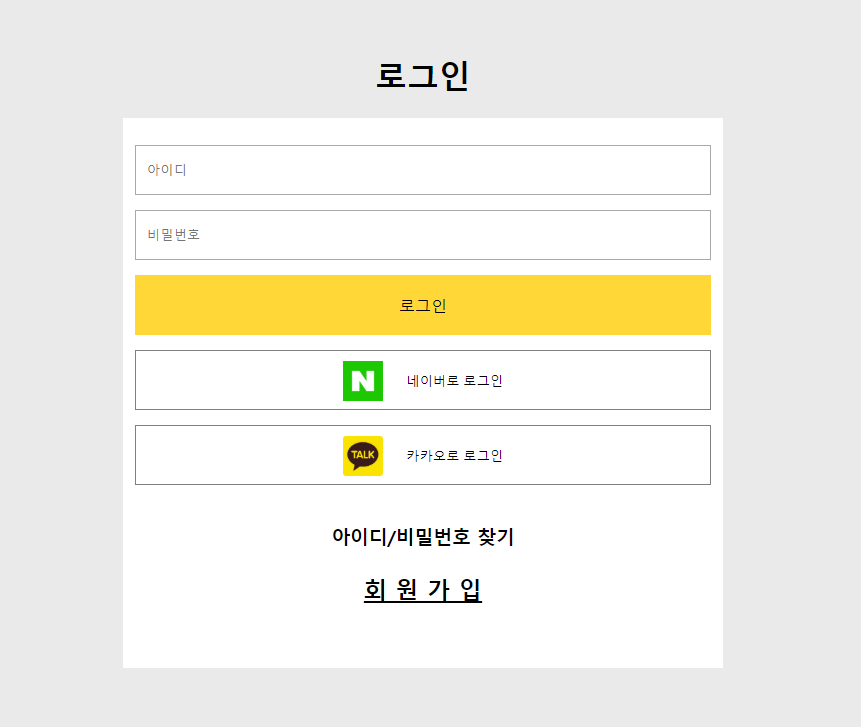 로그인
아이디
비밀번호
로그인
N 네이버로 로그인
TALK 카카오로 로그인
아이디/비밀번호 찾기
회 원 가 입